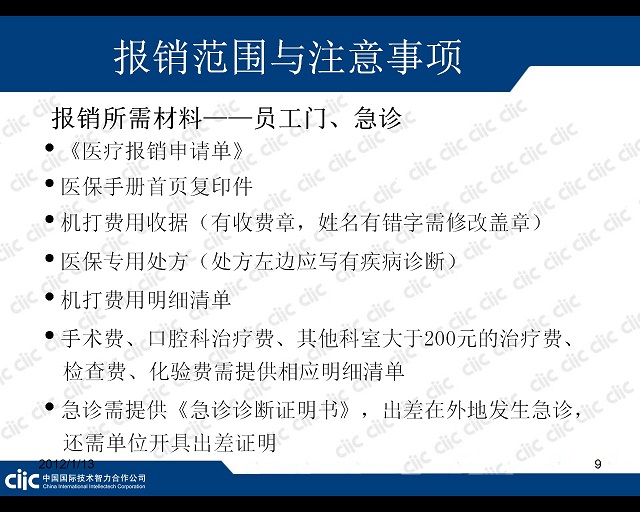 报销范围与注意事项
报销所需材料——员工门、急诊
•《医疗报销申请单》
•医保手册首页复印件
•机打费用收据（有收费章，姓名有错字需修改盖章）
•医保专用处方（处方左边应写有疾病诊断）
•机打费用明细清单
•手术费、口腔科治疗费、其他科室大于200元的治疗费、
检查费、化验费需提供相应明细清单
•急诊需提供《急诊诊断证明书》，出差在外地发生急诊，
还需单位开具出差证明
2012/1/13
9
ciic 中国国际技术智力合作公司
China International Intellectech Corporation